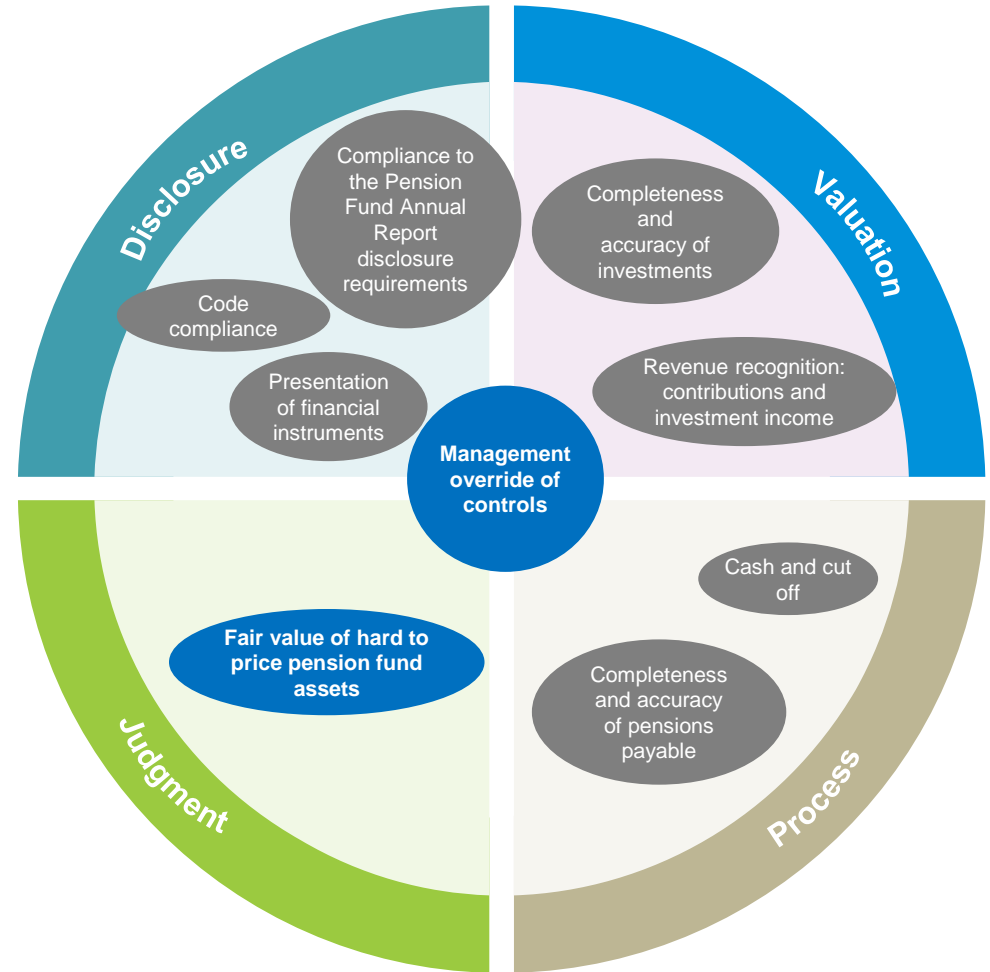 Disclosure
Compliance to
the Pension
Fund Annual
Report
disclosure
requirements
Code
compliance
Presentation
of financial
instruments
Valuation
Completeness
and
accuracy of
investments
Revenue recognition:
contributions and
investment income
Management
override of
controls
Judgment
Fair value of hard to
price pension fund
assets
Process
Cash and cut
off
Completeness
and accuracy
of pensions
payable